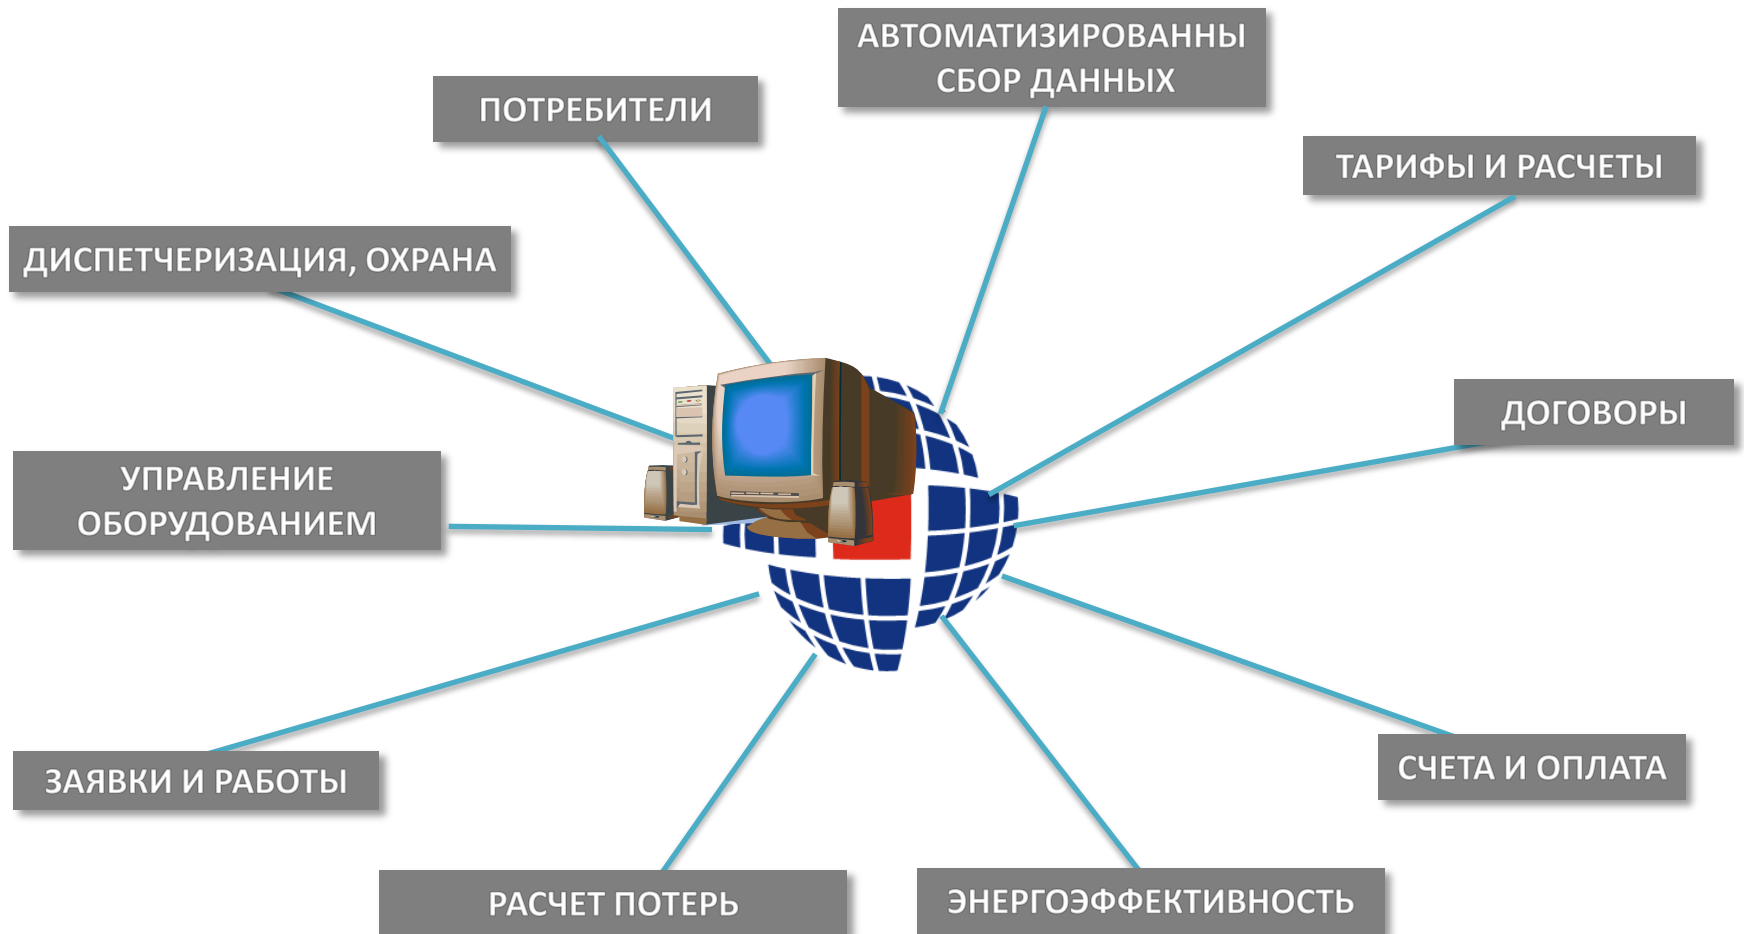 АВТОМАТИЗИРОВАННЫ
СБОР ДАННЫХ
ПОТРЕБИТЕЛИ
ТАРИФЫ И РАСЧЕТЫ
ДИСПЕТЧЕРИЗАЦИЯ, ОХРАНА
ДОГОВОРЫ
УПРАВЛЕНИЕ
ОБОРУДОВАНИЕМ
ЗАЯВКИ И РАБОТЫ
СЧЕТА И ОПЛАТА
РАСЧЕТ ПОТЕРЬ
ЭНЕРГОЭФФЕКТИВНОСТЬ